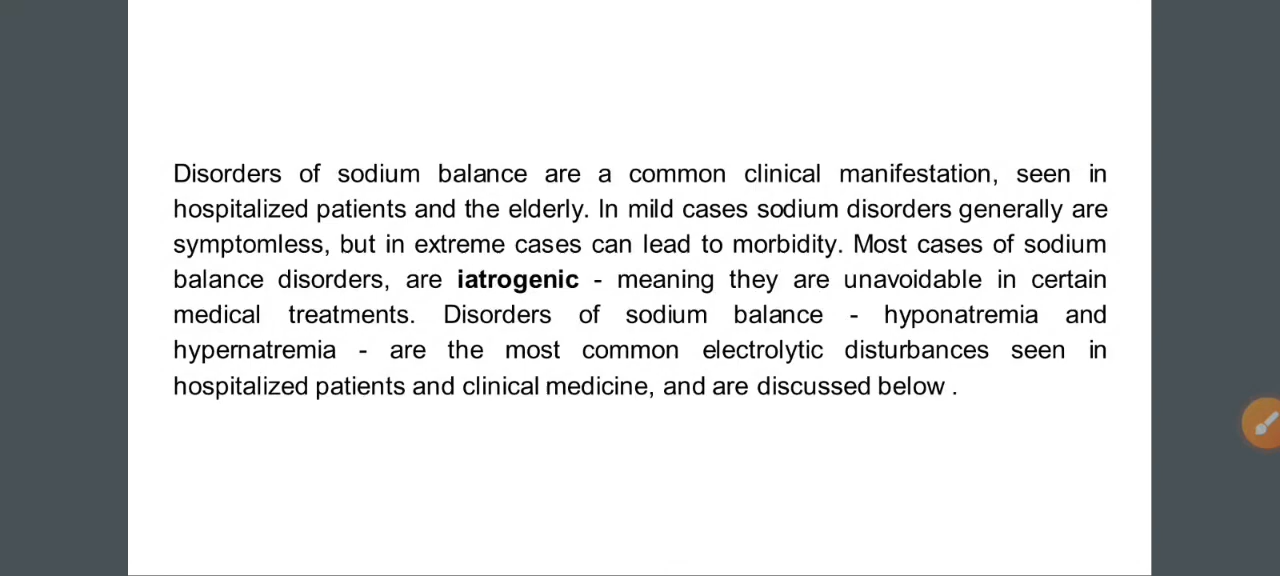 Disorders of sodium balance are a common clinical manifestation, seen in
hospitalized patients and the elderly. In mild cases sodium disorders generally are
symptomless, but in extreme cases can lead to morbidity. Most cases of sodium
balance disorders, are iatrogenic - meaning they are unavoidable in certain
medical treatments. Disorders of sodium balance - hyponatremia and
hypernatremia - are the most common electrolytic disturbances seen in
hospitalized patients and clinical medicine, and are discussed below .